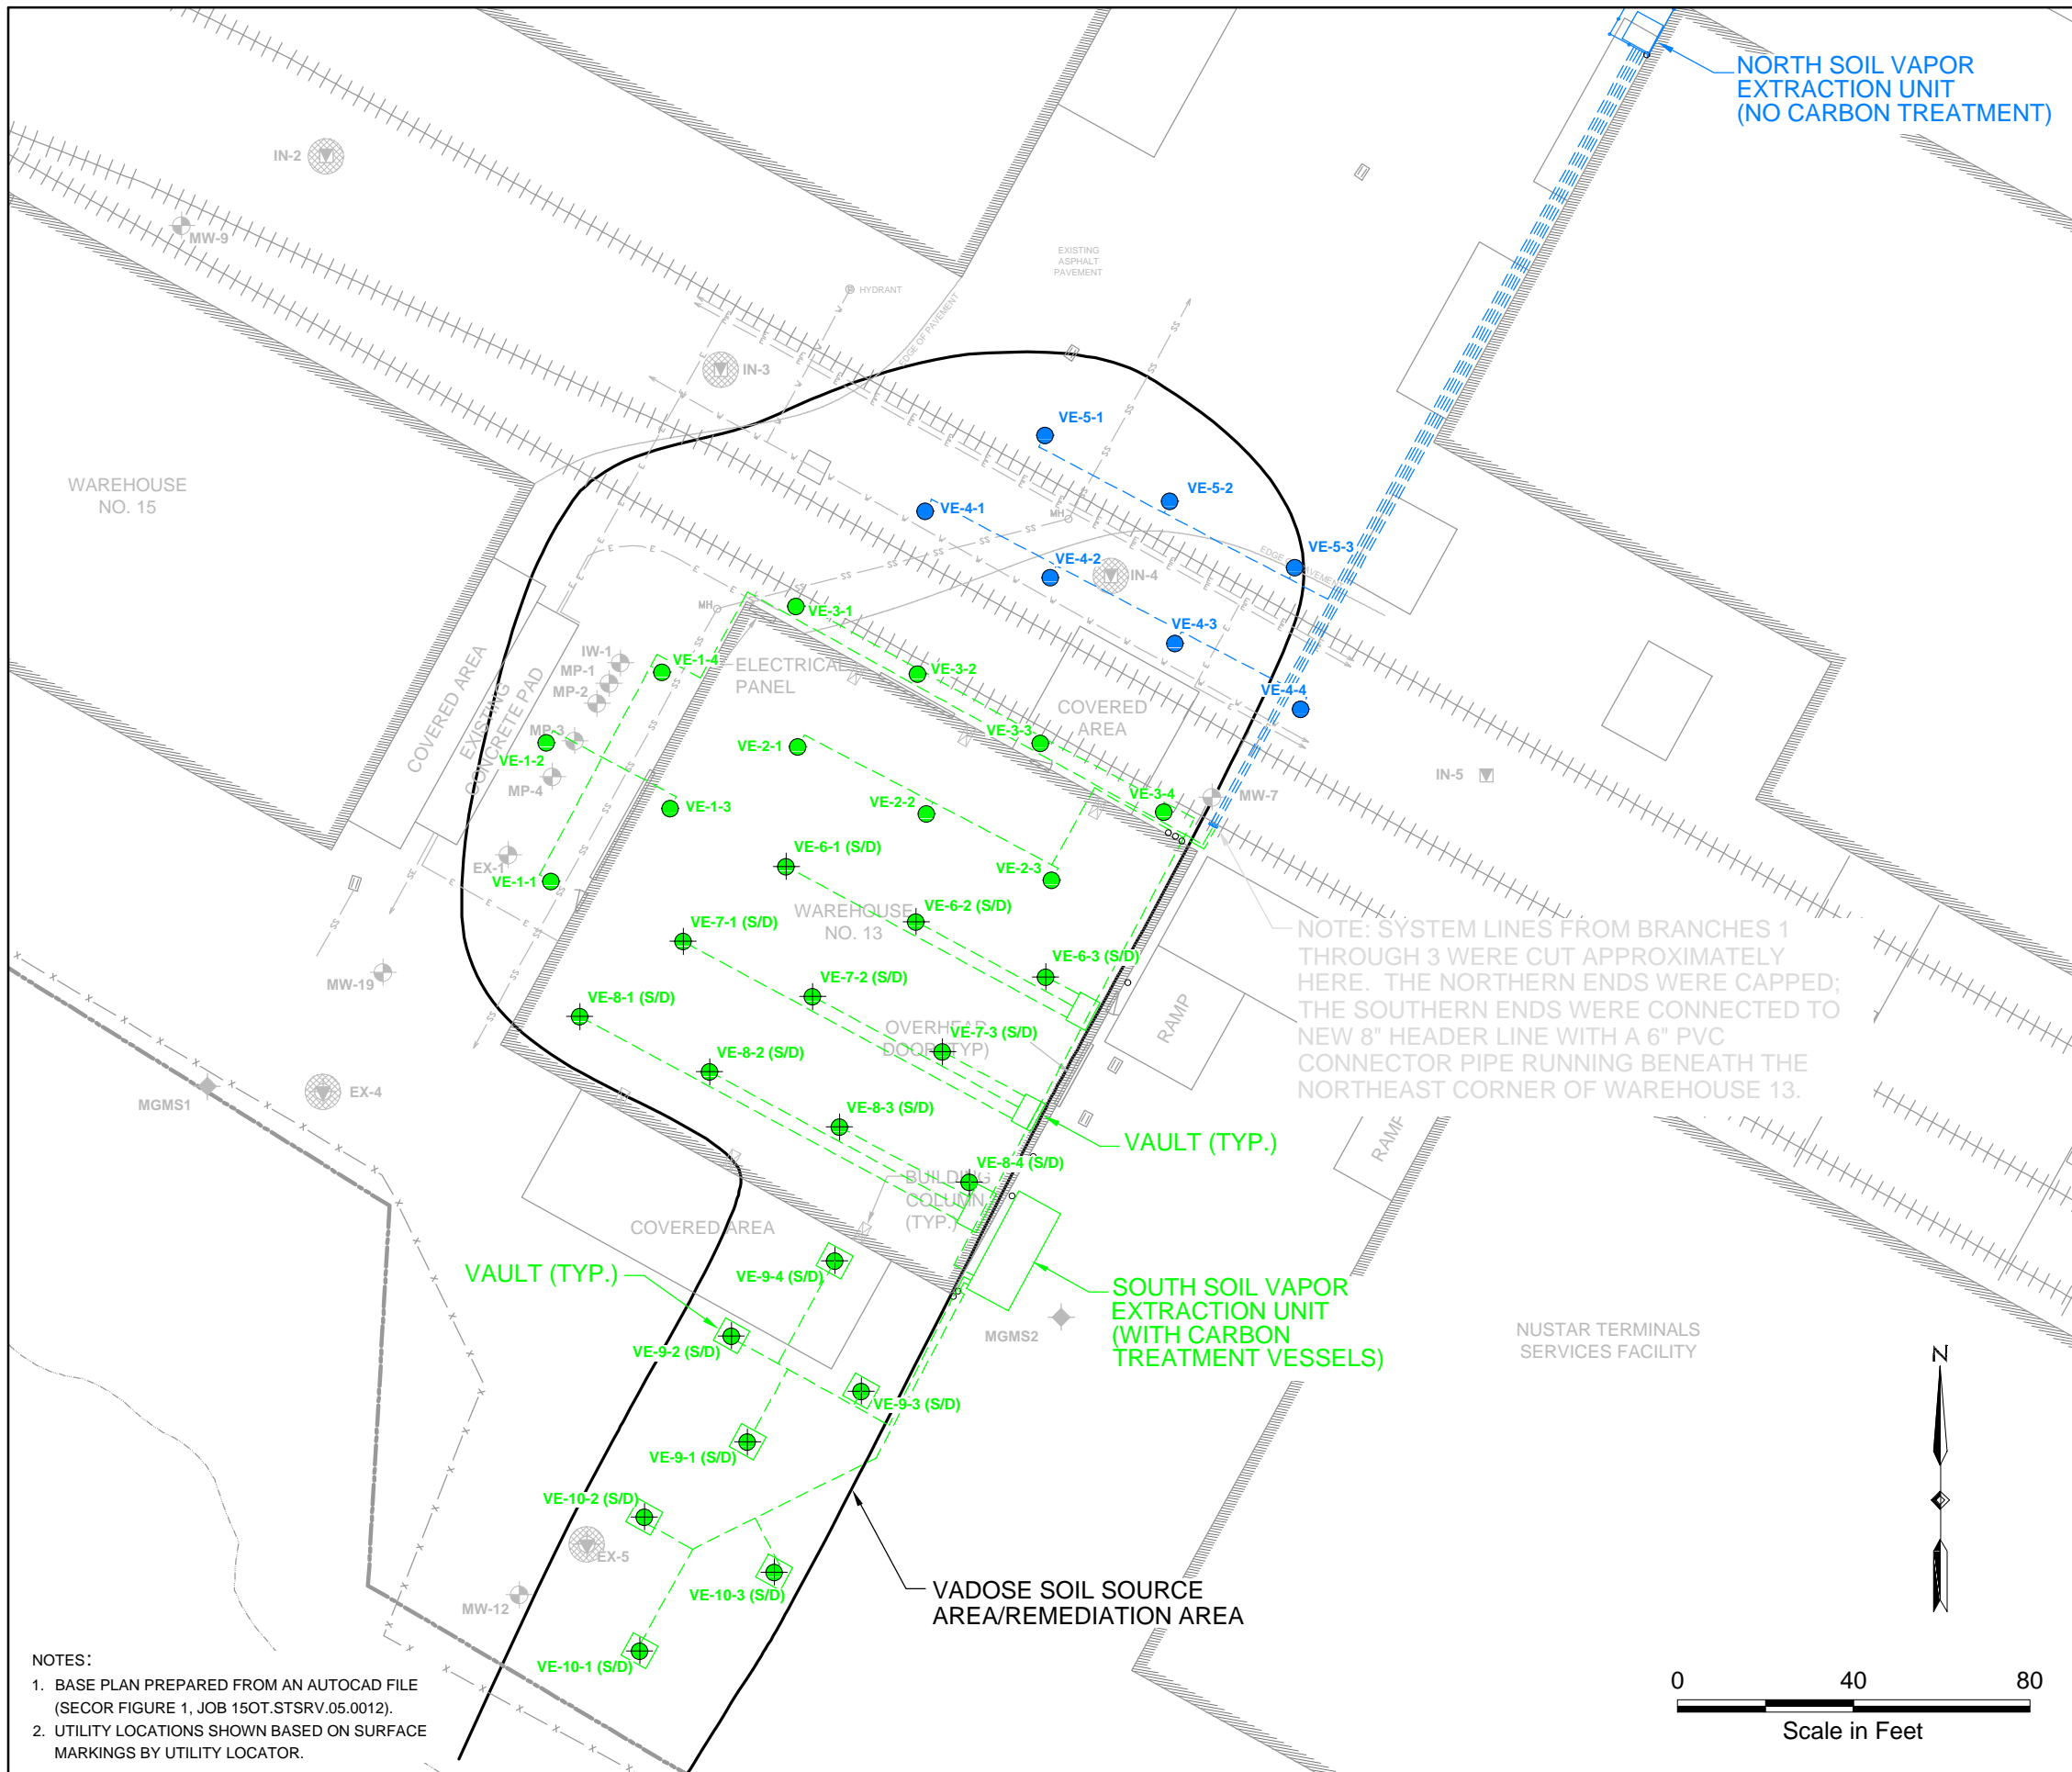 NORTH SOIL VAPOR
EXTRACTION UNIT
(NO CARBON TREATMENT)
IN-2
MW-9
EXISTING
ASPHALT
PAVEMENT
HYDRANT
EDGE OF PAVEMENT
IN-3
VE-5-1
WAREHOUSE
NO. 15
VE-5-2
VE-4-1
MH
VE-5-3
EDGE OF PAVEMENT
VE-4-2
IN-4
MH
VE-3-1
VE-4-3
IW-1
MP-1
MP-2
VE-1-4
ELECTRICAL
PANEL
VE-3-2
VE-4-4
COVERED
AREA
COVERED AREA
EXISTING
CONCRETE PAD
MP-3
VE-1-2
VE-2-1
VE-3-3
MP-4
IN-5
MW-7
VE-1-3
VE-2-2
VE-3-4
EX-1
VE-1-1
VE-6-1 (S/D)
VE-2-3
WAREHOUSE
NO. 13
VE-6-2 (S/D)
VE-7-1 (S/D)
NOTE: SYSTEM LINES FROM BRANCHES 1
THROUGH 3 WERE CUT APPROXIMATELY
HERE. THE NORTHERN ENDS WERE CAPPED;
THE SOUTHERN ENDS WERE CONNECTED TO
NEW 8" HEADER LINE WITH A 6" PVC
CONNECTOR PIPE RUNNING BENEATH THE
NORTHEAST CORNER OF WAREHOUSE 13.
MW-19
VE-7-2 (S/D)
VE-6-3 (S/D)
RAMP
VE-8-1 (S/D)
OVERHEAD
DOOR (TYP)
VE-7-3 (S/D)
VE-8-2 (S/D)
MGMS1
EX-4
VE-8-3 (S/D)
VAULT (TYP.)
RAMP
VE-8-4 (S/D)
BUILDING
COLUMN
(TYP.)
COVERED AREA
VAULT (TYP.)
VE-9-4 (S/D)
SOUTH SOIL VAPOR
EXTRACTION UNIT
(WITH CARBON
TREATMENT VESSELS)
MGMS2
NUSTAR TERMINALS
SERVICES FACILITY
VE-9-2 (S/D)
VE-9-3 (S/D)
N
VE-9-1 (S/D)
VE-10-2 (S/D)
EX-5
MW-12
VE-10-3 (S/D)
VADOSE SOIL SOURCE
AREA/REMEDIATION AREA
VE-10-1 (S/D)
NOTES:
1. BASE PLAN PREPARED FROM AN AUTOCAD FILE
(SECOR FIGURE 1, JOB 15OT.STSRV.05.0012).
2. UTILITY LOCATIONS SHOWN BASED ON SURFACE
MARKINGS BY UTILITY LOCATOR.
0 40 80
Scale in Feet